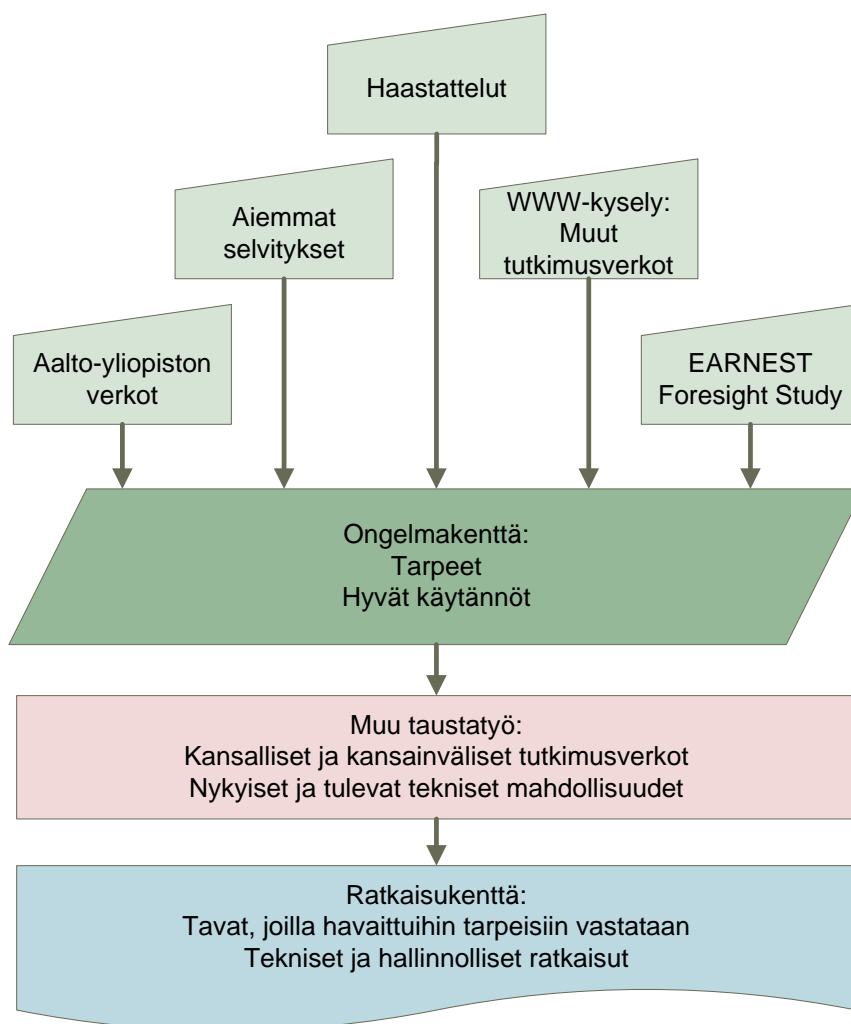 Haastattelut
Aiemmat
selvitykset
WWW-kysely:
Muut
tutkimusverkot
Aalto-yliopiston
verkot
EARNEST
Foresight Study
Ongelmakenttä:
Tarpeet
Hyvät käytännöt
Muu taustatyö:
Kansalliset ja kansainväliset tutkimusverkot
Nykyiset ja tulevat tekniset mahdollisuudet
Ratkaisukenttä:
Tavat, joilla havaittuihin tarpeisiin vastataan
Tekniset ja hallinnolliset ratkaisut